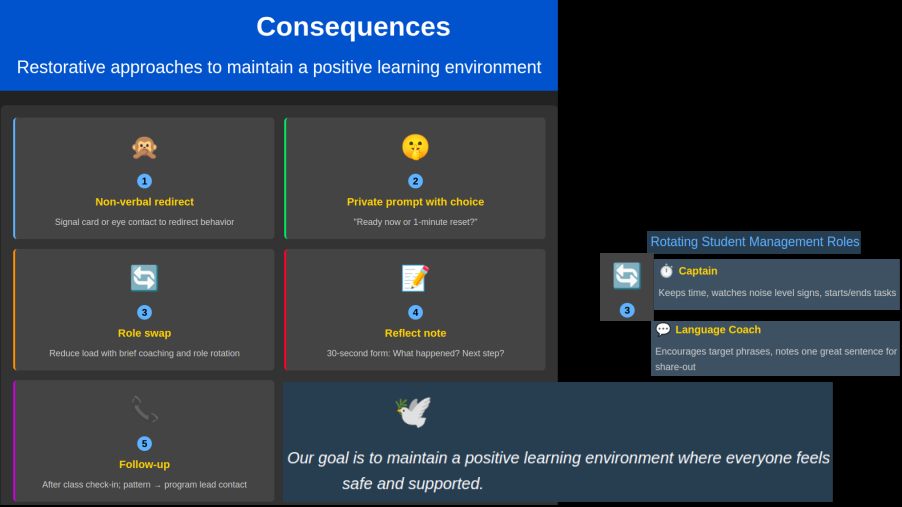 Consequences
Restorative approaches to maintain a positive learning environment
1
Non-verbal redirect
Signal card or eye contact to redirect behavior
2
Private prompt with choice
"Ready now or 1-minute reset?"
3
Role swap
Reduce load with brief coaching and role rotation
4
Reflect note
30-second form: What happened? Next step?
5
Follow-up
After class check-in; pattern → program lead contact
Our goal is to maintain a positive learning environment where everyone feels
safe and supported.
Rotating Student Management Roles
3
Captain
Keeps time, watches noise level signs, starts/ends tasks
Language Coach
Encourages target phrases, notes one great sentence for
share-out